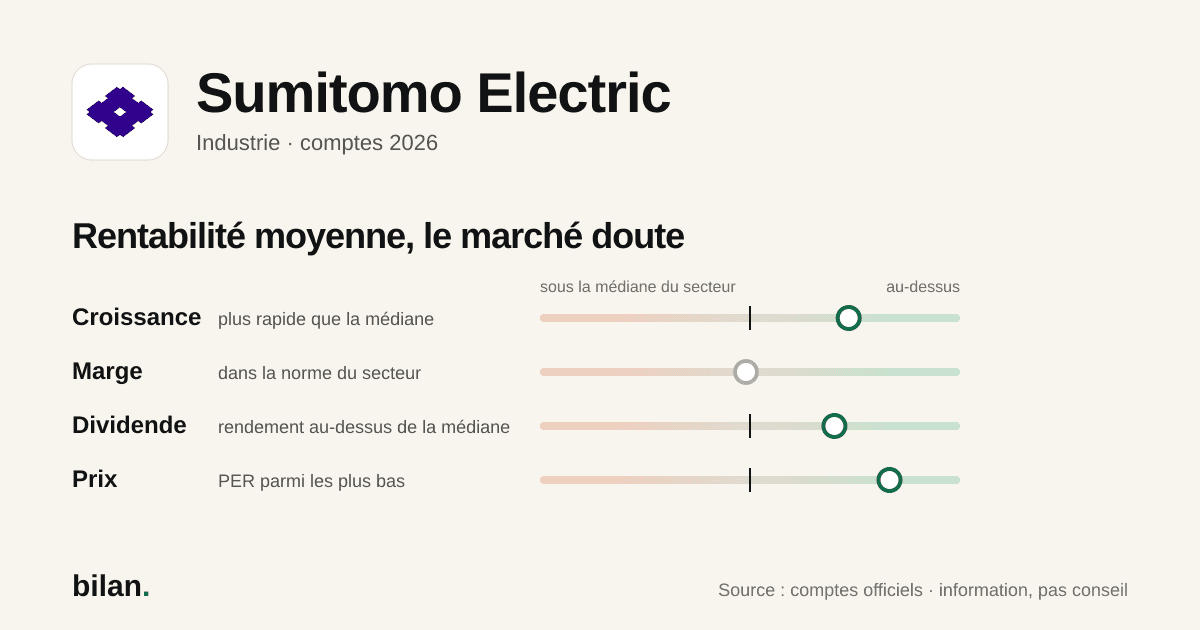 Sumitomo Electric
Industrie · comptes 2026
Rentabilité moyenne, le marché doute
sous la médiane du secteur au-dessus
Croissance plus rapide que la médiane
Marge dans la norme du secteur
Dividende rendement au-dessus de la médiane
Prix PER parmi les plus bas
bilan.
Source : comptes officiels · information, pas conseil